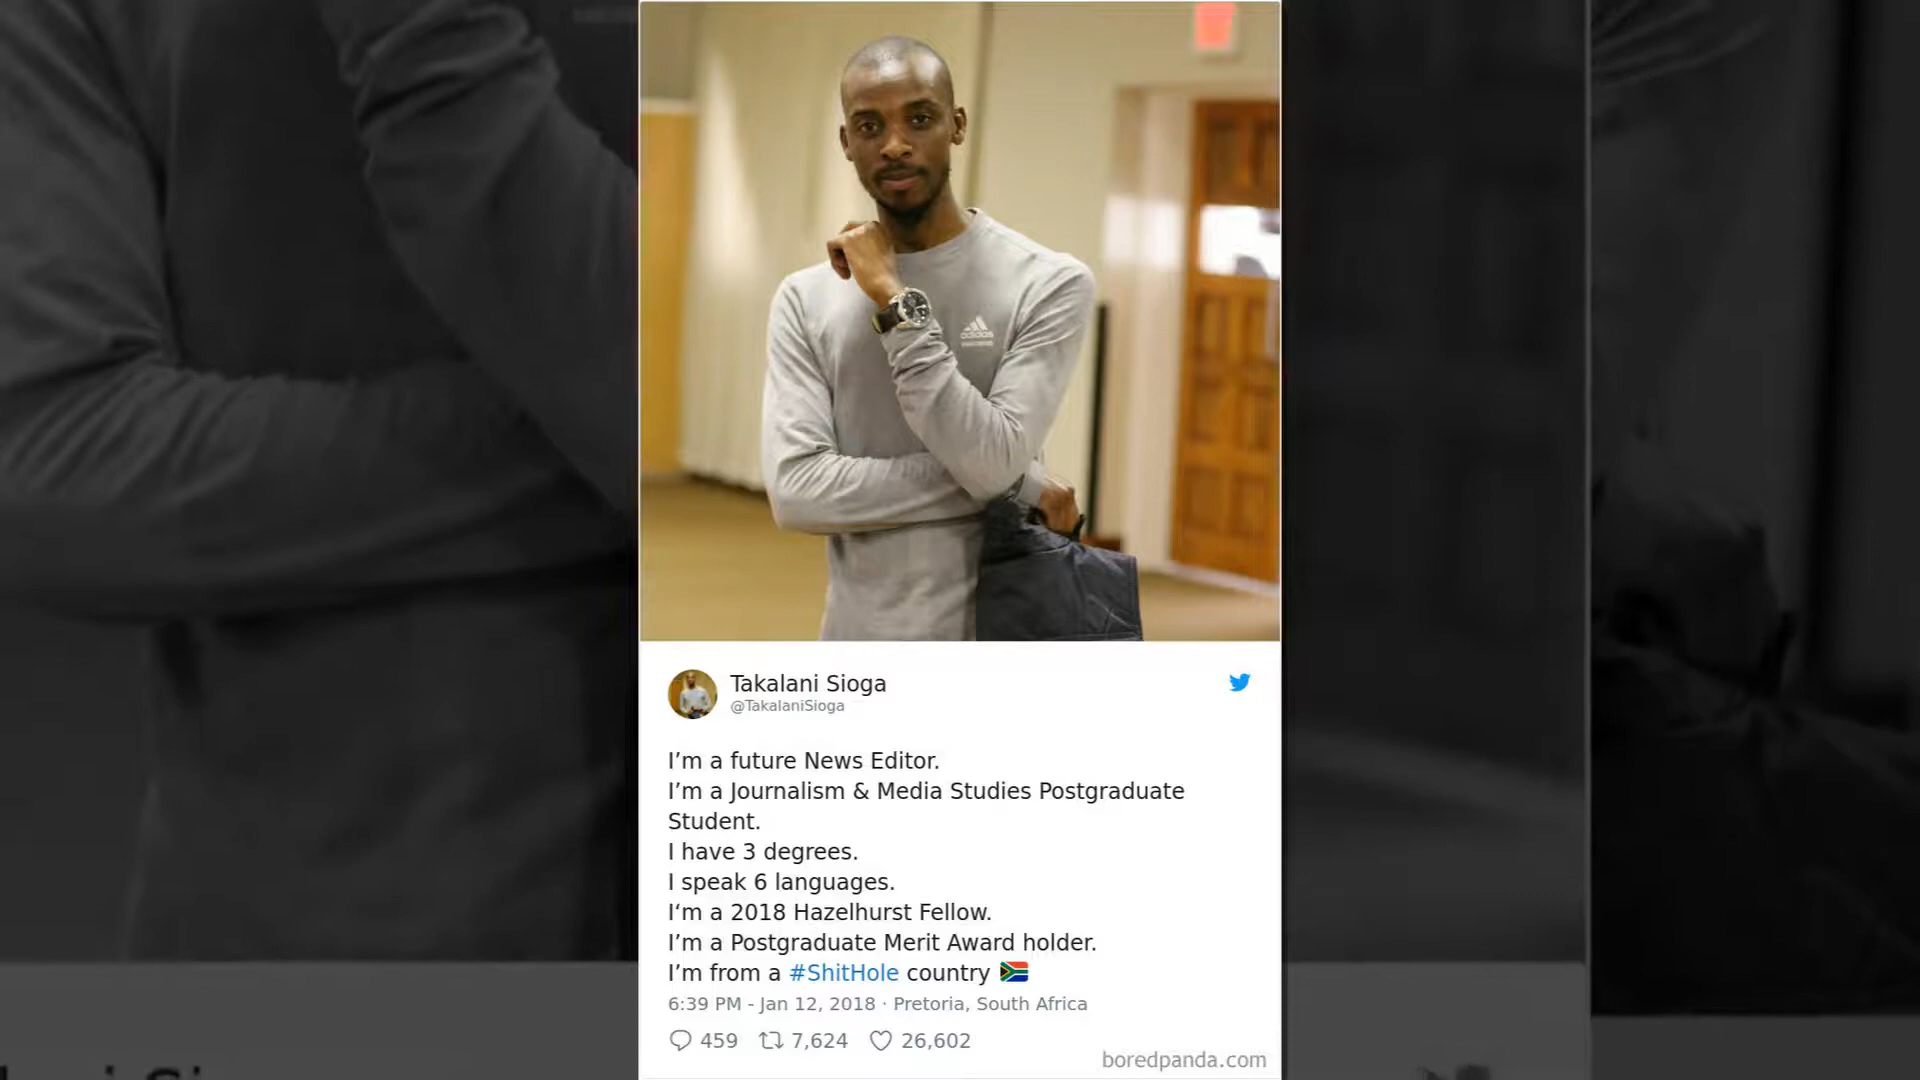 adidas
Takalani Sioga
@TakalaniSioga
I’m a future News Editor.
I’m a Journalism & Media Studies Postgraduate
Student.
I have 3 degrees.
I speak 6 languages.
I‘m a 2018 Hazelhurst Fellow.
I’m a Postgraduate Merit Award holder.
I’m from a #ShitHole country 🇿🇦
6:39 PM - Jan 12, 2018 · Pretoria, South Africa
459 7,624 26,602
boredpanda.com